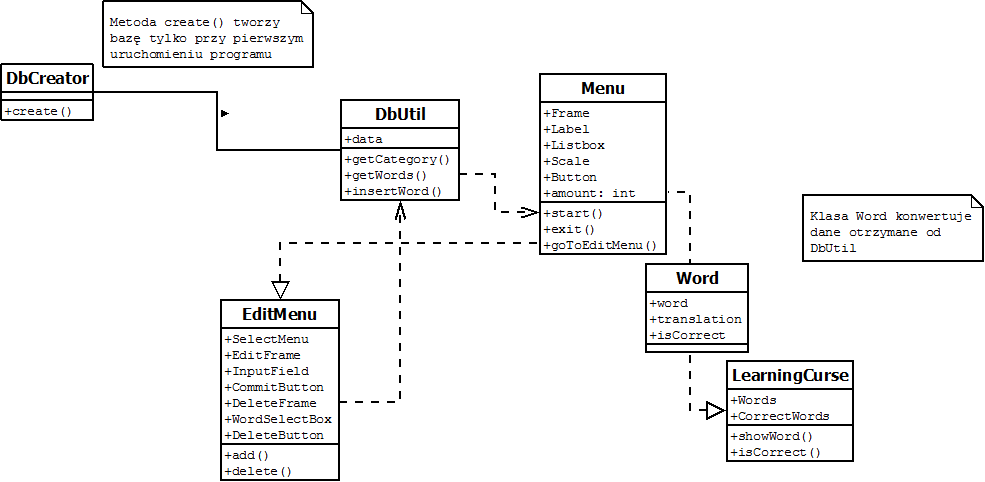 Metoda create() tworzy
bazę tylko przy pierwszym
uruchomieniu programu
DbCreator
+create()
DbUtil
+data
+getCategory()
+getWords()
+insertWord()
Menu
+Frame
+Label
+Listbox
+Scale
+Button
+amount: int
+start()
+exit()
+goToEditMenu()
Klasa Word konwertuje
dane otrzymane od
DbUtil
Word
+word
+translation
+isCorrect
EditMenu
+SelectMenu
+EditFrame
+InputField
+CommitButton
+DeleteFrame
+WordSelectBox
+DeleteButton
+add()
+delete()
LearningCurse
+Words
+CorrectWords
+showWord()
+isCorrect()